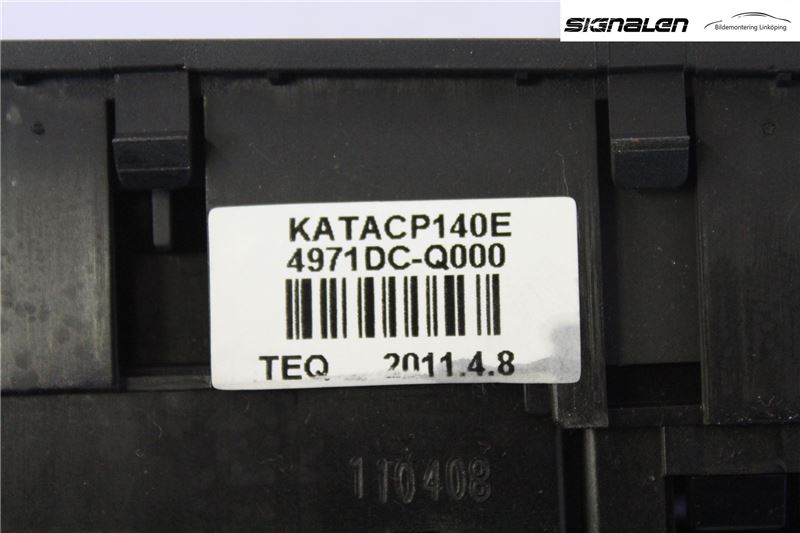 SIGNALEN
Bildemontering Linköping
KATACP140E
4971DC-Q000
TEQ 2011.4.8
110408